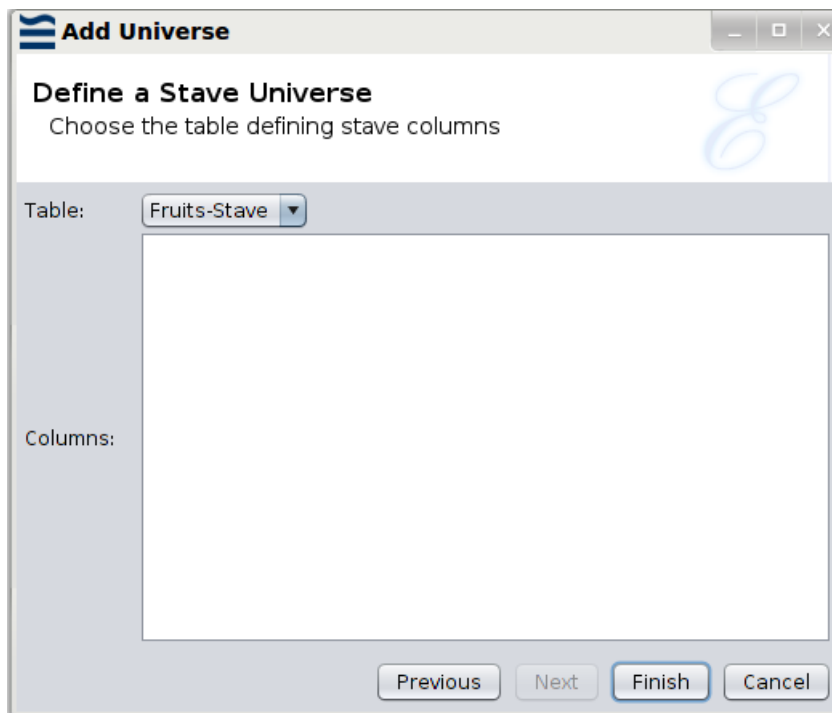 Add Universe
Define a Stave Universe
Choose the table defining stave columns
Table: Fruits-Stave
Columns:
Previous Next Finish Cancel